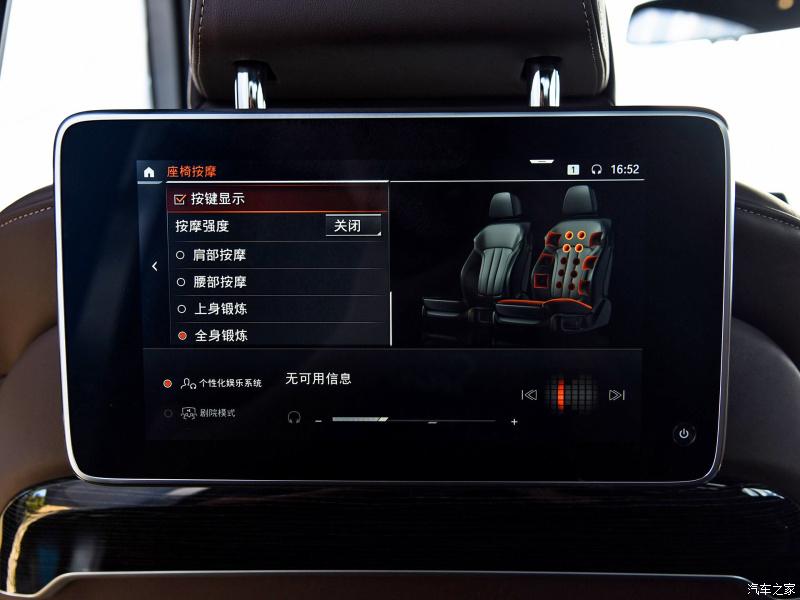 座椅按摩
1
16:52
按键显示
按摩强度 关闭
肩部按摩
腰部按摩
上身锻炼
全身锻炼
个性化娱乐系统
无可用信息
剧院模式
汽车之家